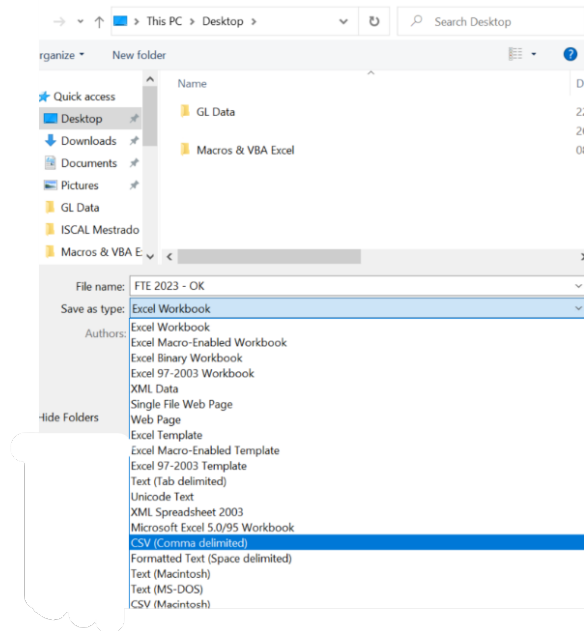 This PC > Desktop >
Search Desktop
rganize
New folder
Name
D
Quick access
Desktop
Downloads
Documents
Pictures
GL Data
ISCAL Mestrado
Macros & VBA E
GL Data
Macros & VBA Excel
22
20
08
File name: FTE 2023 - OK
Save as type: Excel Workbook
Authors:
Excel Workbook
Excel Macro-Enabled Workbook
Excel Binary Workbook
Excel 97-2003 Workbook
XML Data
Single File Web Page
Web Page
Excel Template
Excel Macro-Enabled Template
Excel 97-2003 Template
Text (Tab delimited)
Unicode Text
XML Spreadsheet 2003
Microsoft Excel 5.0/95 Workbook
CSV (Comma delimited)
Formatted Text (Space delimited)
Text (Macintosh)
Text (MS-DOS)
CSV (Macintosh)
Hide Folders